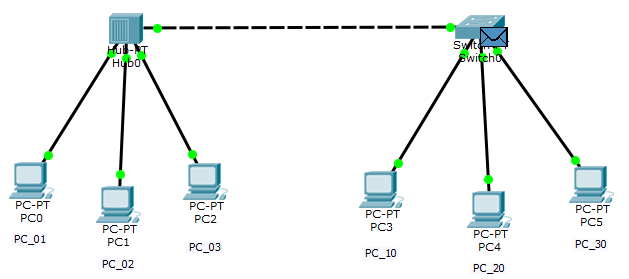 Hub-PT
Hub0
Switch-PT
Switch0
PC-PT
PC0
PC_01
PC-PT
PC1
PC_02
PC-PT
PC2
PC_03
PC-PT
PC3
PC_10
PC-PT
PC4
PC_20
PC-PT
PC5
PC_30